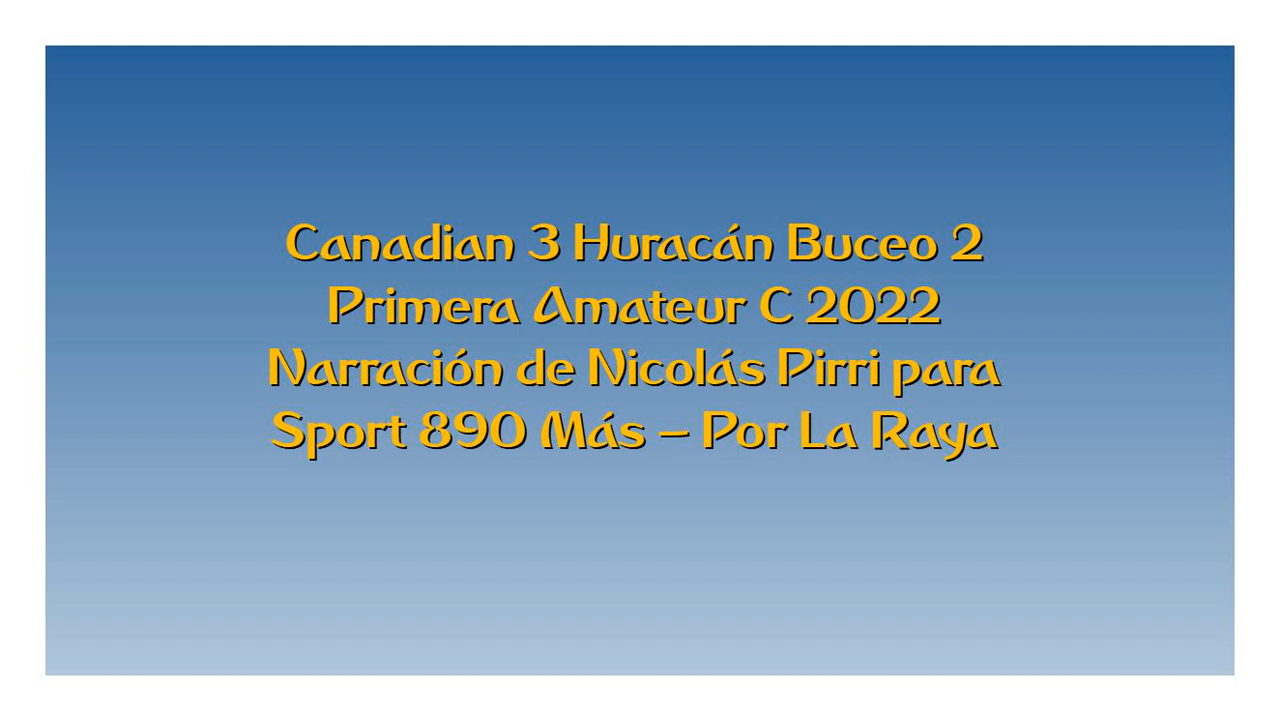 Canadian 3 Huracán Buceo 2
Primera Amateur C 2022
Narración de Nicolás Pirri para
Sport 890 Más – Por La Raya